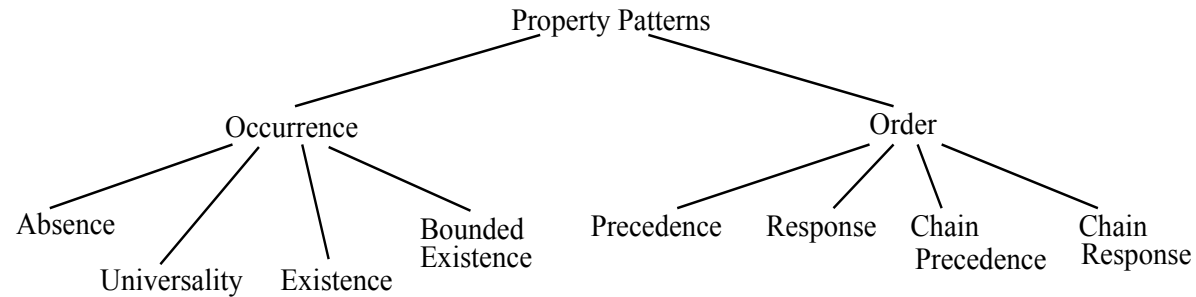 Property Patterns
Occurrence
Order
Absence
Universality
Existence
Bounded
Existence
Precedence
Response
Chain
Precedence
Chain
Response